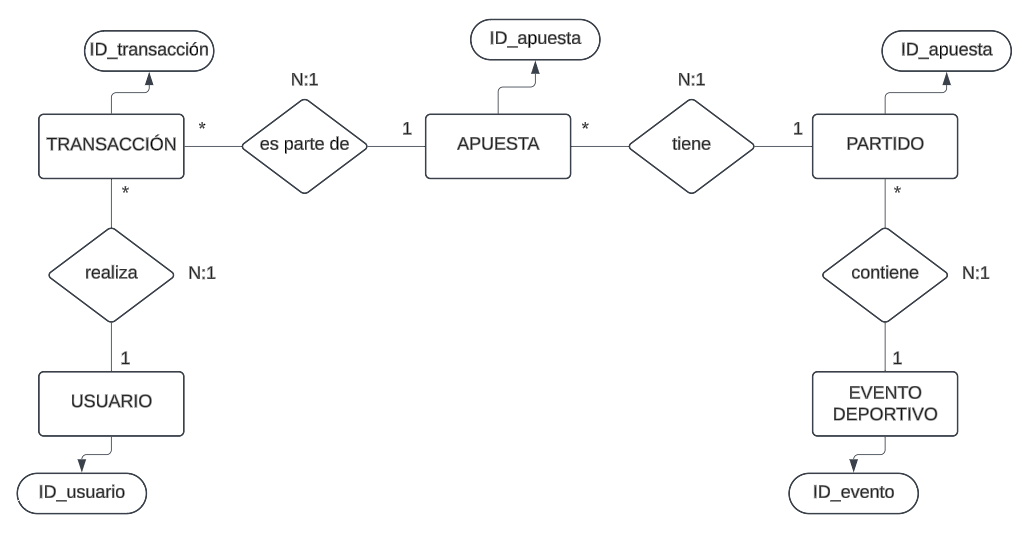 ID_transacción
ID_apuesta
ID_apuesta
N:1
N:1
TRANSACCIÓN
*
es parte de
1
APUESTA
*
tiene
1
PARTIDO
*
*
realiza
N:1
contiene
N:1
1
1
USUARIO
EVENTO
DEPORTIVO
ID_usuario
ID_evento